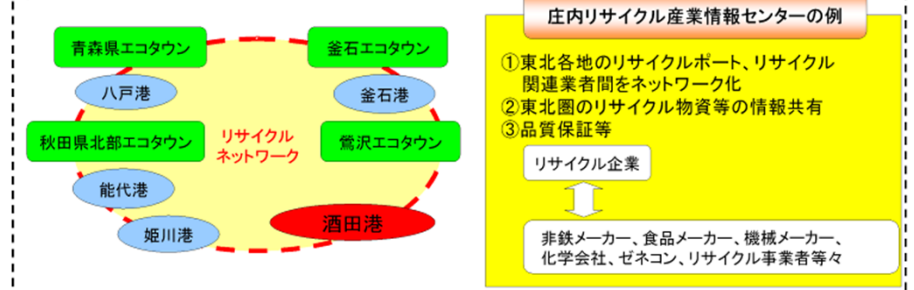 青森県エコタウン
釜石エコタウン
八戸港
釜石港
秋田県北部エコタウン
リサイクル
ネットワーク
鶯沢エコタウン
能代港
姫川港
酒田港
庄内リサイクル産業情報センターの例
①東北各地のリサイクルポート、リサイクル
関連業者間をネットワーク化
②東北圏のリサイクル物資等の情報共有
③品質保証等
リサイクル企業
非鉄メーカー、食品メーカー、機械メーカー、
化学会社、ゼネコン、リサイクル事業者等々